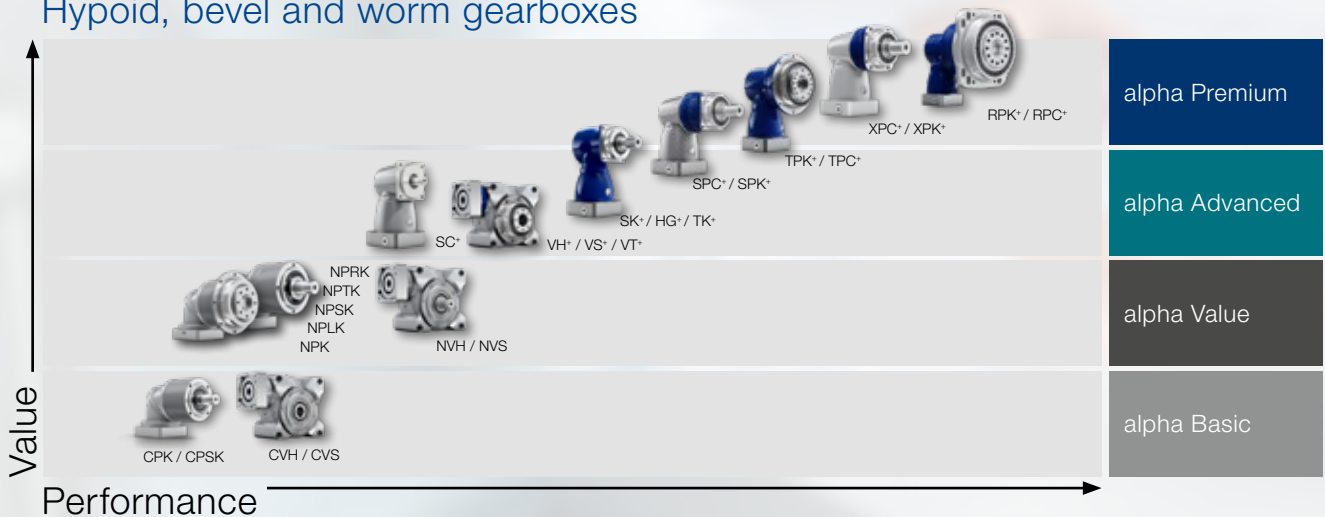 Hypoid, bevel and worm gearboxes
alpha Premium
RPK⁺ / RPC⁺
XPC⁺ / XPK⁺
TPK⁺ / TPC⁺
alpha Advanced
SPC⁺ / SPK⁺
SK⁺ / HG⁺ / TK⁺
SC⁺
VH⁺ / VS⁺ / VT⁺
NPRK
NPTK
NPSK
NPLK
NPK
NVH / NVS
alpha Value
alpha Basic
CPK / CPSK
CVH / CVS
Value
Performance